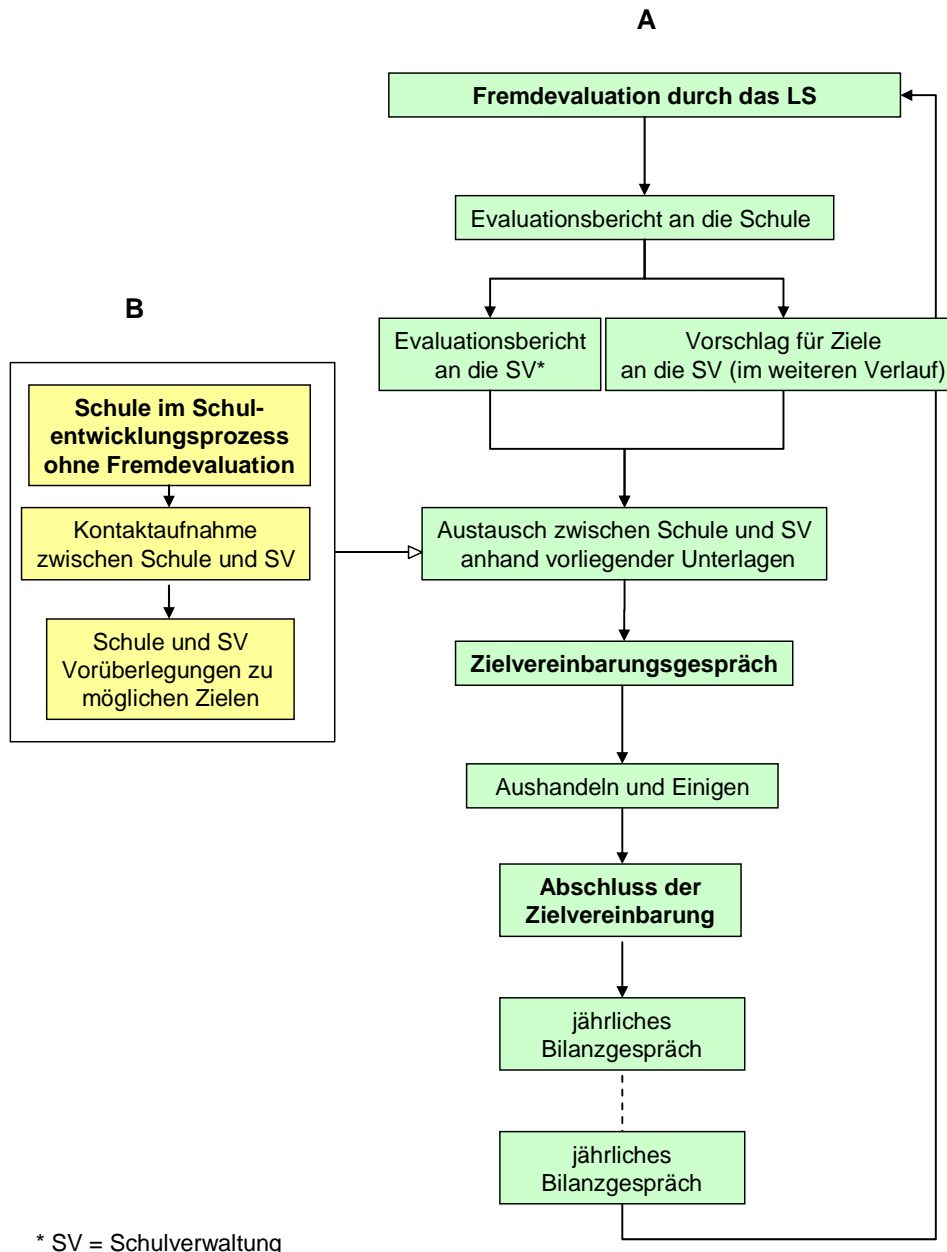 A
Fremdevaluation durch das LS
Evaluationsbericht an die Schule
Evaluationsbericht
an die SV*
Vorschlag für Ziele
an die SV (im weiteren Verlauf)
B
Schule im Schul-
entwicklungsprozess
ohne Fremdevaluation
Kontaktaufnahme
zwischen Schule und SV
Schule und SV
Vorüberlegungen zu
möglichen Zielen
Austausch zwischen Schule und SV
anhand vorliegender Unterlagen
Zielvereinbarungsgespräch
Aushandeln und Einigen
Abschluss der
Zielvereinbarung
jährliches
Bilanzgespräch
jährliches
Bilanzgespräch
* SV = Schulverwaltung